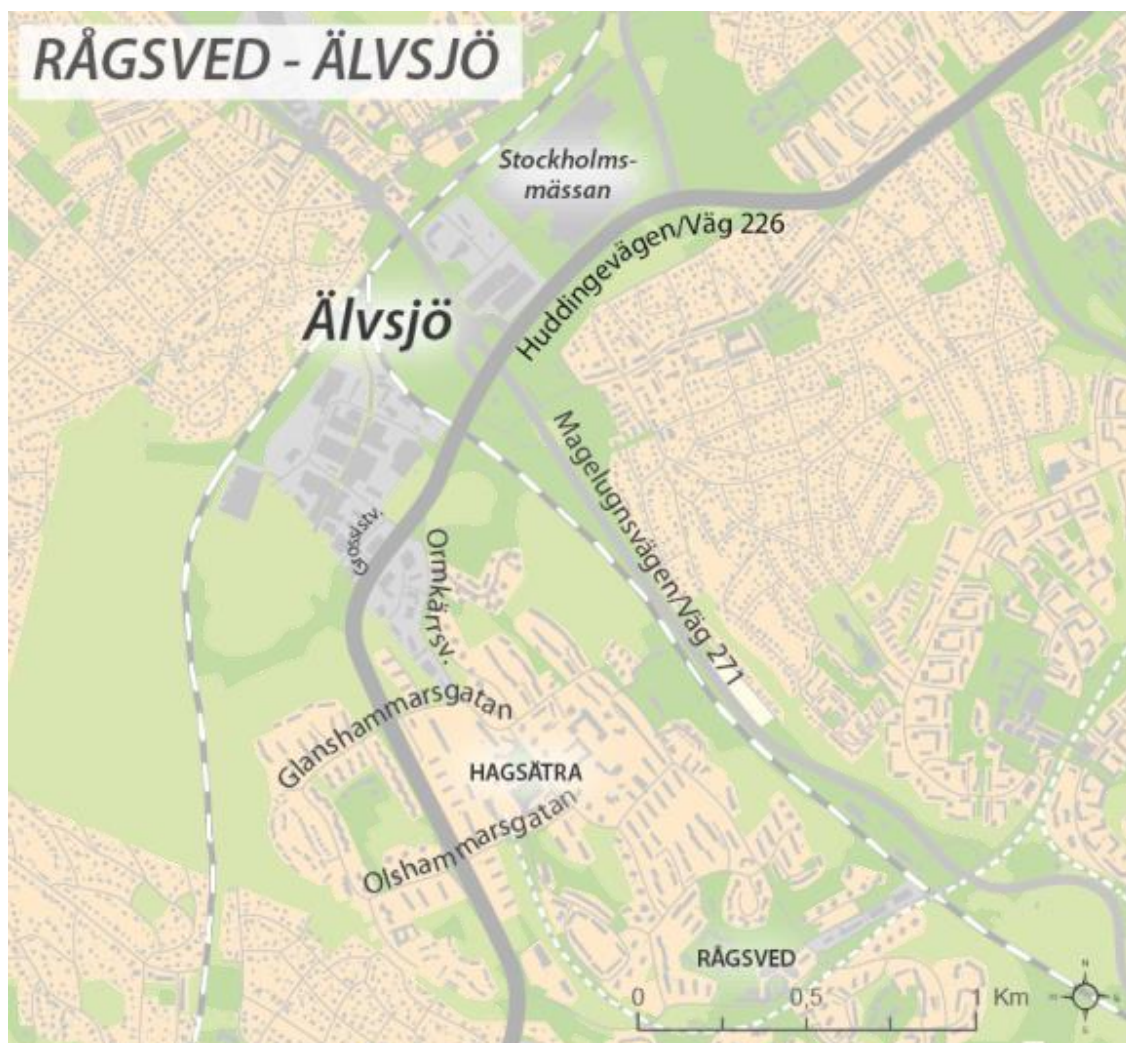 RÅGSVED - ÄLVSJÖ
Stockholms-
mässan
Huddingevägen/Väg 226
Älvsjö
Magelugnsvägen/Väg 271
Grossistv.
Ormkärrsv.
Glanshammarsgatan
HAGSÄTRA
Olshammarsgatan
RÅGSVED
0 0,5 1 Km
N
S